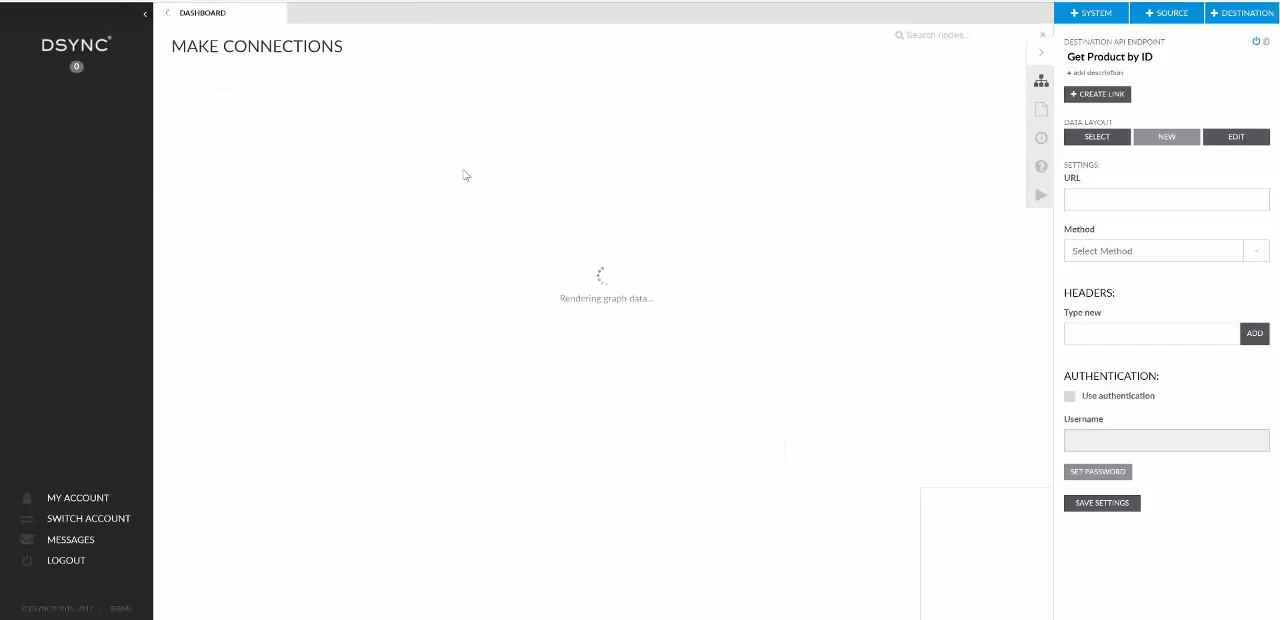 DASHBOARD
+ SYSTEM
+ SOURCE
+ DESTINATION
DSYNC
0
MAKE CONNECTIONS
Search nodes...
Rendering graph data...
DESTINATION API ENDPOINT
Get Product by ID
+ add description
+ CREATE LINK
DATA LAYOUT
SELECT
NEW
EDIT
SETTINGS:
URL
Method
Select Method
HEADERS:
Type new
ADD
AUTHENTICATION:
Use authentication
Username
SET PASSWORD
SAVE SETTINGS
MY ACCOUNT
SWITCH ACCOUNT
MESSAGES
LOGOUT
TERMS